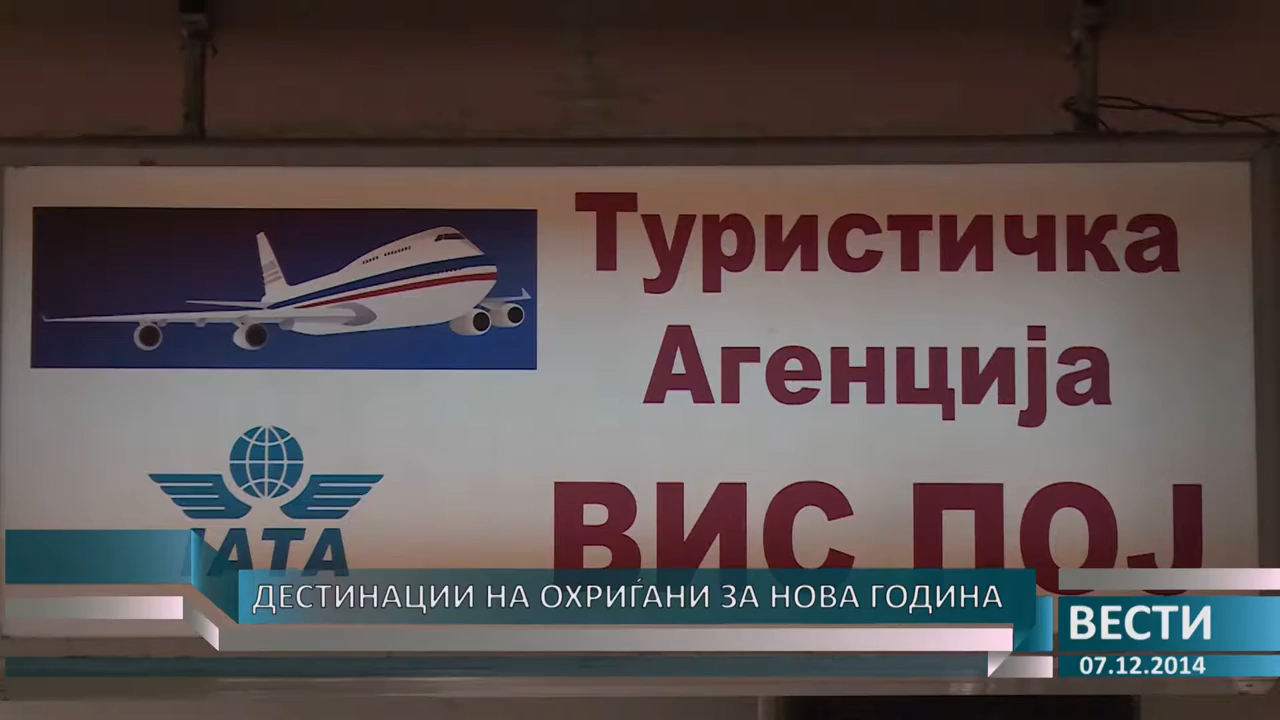 Туристичка
Агенција
ВИС ПОЈ
IATA
ДЕСТИНАЦИИ НА ОХРИЃАНИ ЗА НОВА ГОДИНА
ВЕСТИ
07.12.2014